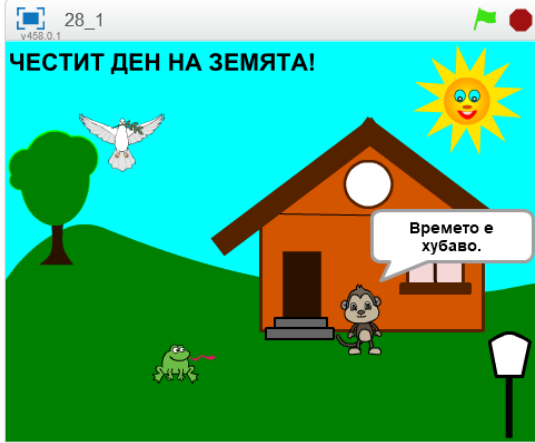 28_1
v458.0.1
ЧЕСТИТ ДЕН НА ЗЕМЯТА!
Времето е
хубаво.